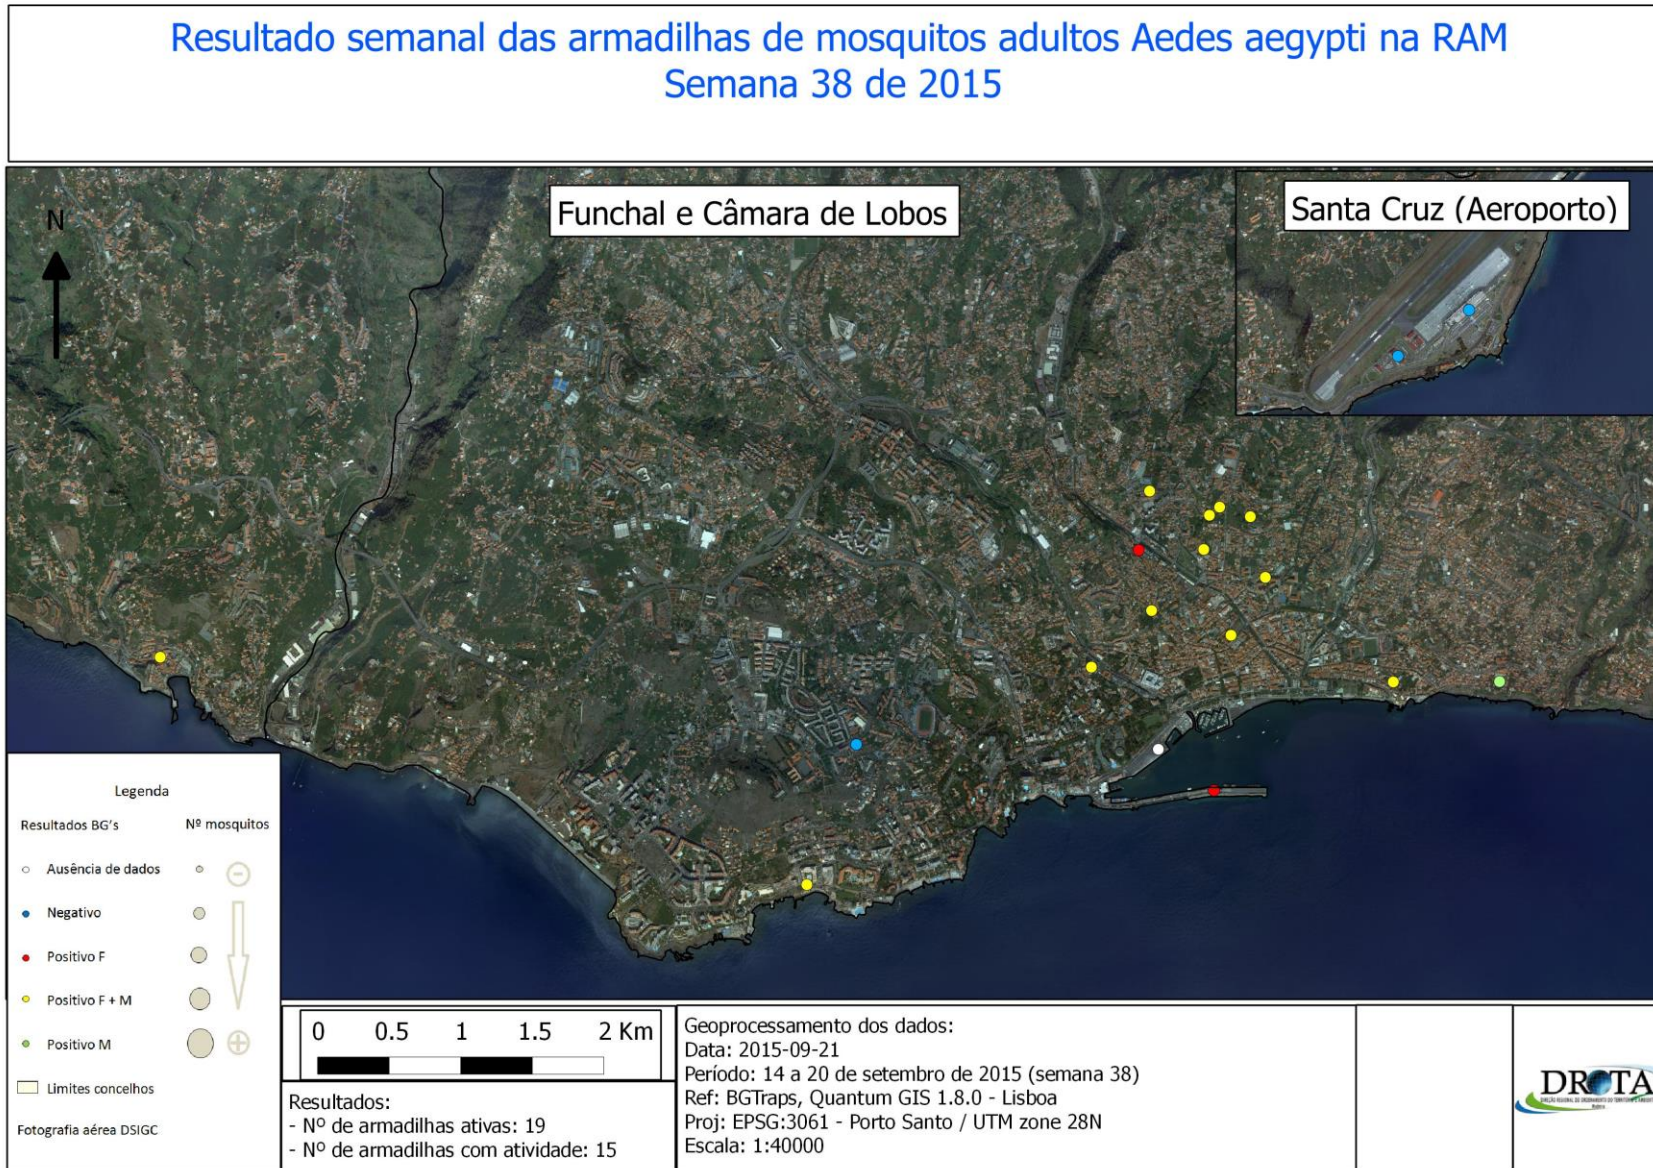 Resultado semanal das armadilhas de mosquitos adultos Aedes aegypti na RAM
Semana 38 de 2015
Funchal e Câmara de Lobos
Santa Cruz (Aeroporto)
N
Legenda
Resultados BG's Nº mosquitos
Ausência de dados
Negativo
Positivo F
Positivo F + M
Positivo M
Limites concelhos
Fotografia aérea DSIGC
0 0.5 1 1.5 2 Km
Resultados:
- Nº de armadilhas ativas: 19
- Nº de armadilhas com atividade: 15
Geoprocessamento dos dados:
Data: 2015-09-21
Período: 14 a 20 de setembro de 2015 (semana 38)
Ref: BGTraps, Quantum GIS 1.8.0 - Lisboa
Proj: EPSG:3061 - Porto Santo / UTM zone 28N
Escala: 1:40000
DROTA